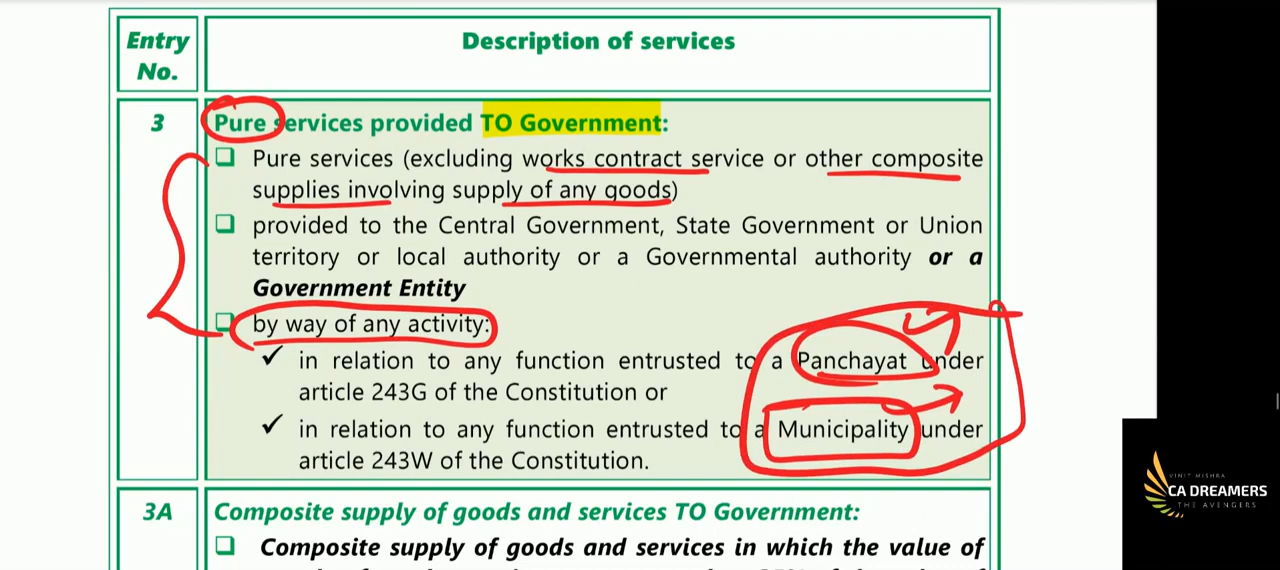 Entry
No.
Description of services
3
Pure services provided TO Government:
❑ Pure services (excluding works contract service or other composite
supplies involving supply of any goods)
❑ provided to the Central Government, State Government or Union
territory or local authority or a Governmental authority or a
Government Entity
❑ by way of any activity:
✓ in relation to any function entrusted to a Panchayat under
article 243G of the Constitution or
✓ in relation to any function entrusted to a Municipality under
article 243W of the Constitution.
3A
Composite supply of goods and services TO Government:
❑ Composite supply of goods and services in which the value of
VINIT MISHRA
CA DREAMERS
THE AVENGERS